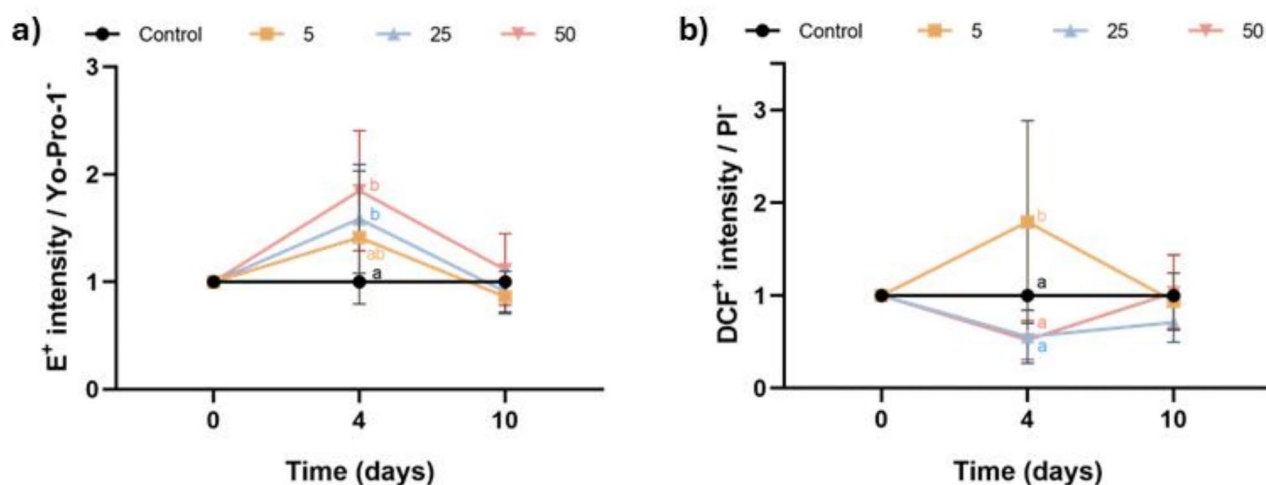 a)
Control 5 25 50
E⁺ intensity / Yo-Pro-1⁻
3
2
1
0
b
b
ab
a
0 4 10
Time (days)
b)
Control 5 25 50
DCF⁺ intensity / PI⁻
3
2
1
0
b
a
a
a
0 4 10
Time (days)